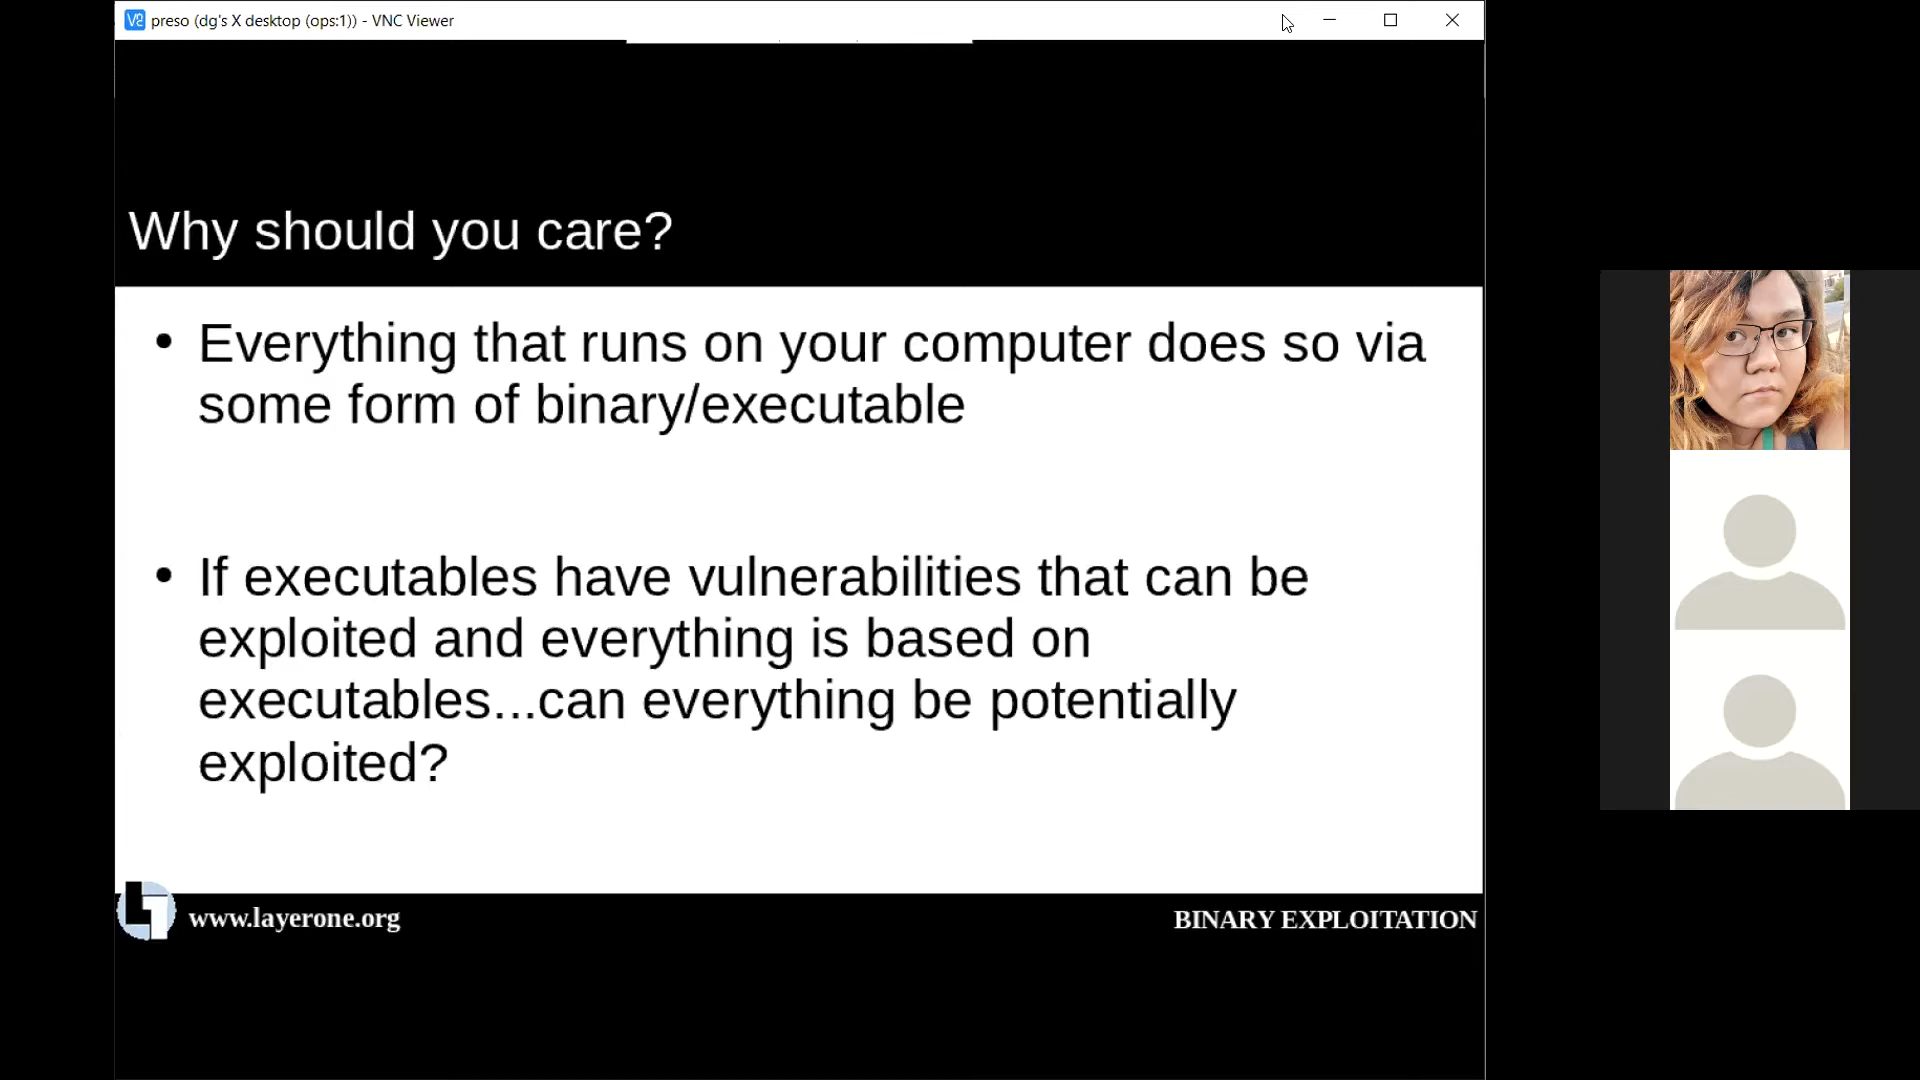 preso (dg's X desktop (ops:1)) - VNC Viewer
Why should you care?
• Everything that runs on your computer does so via
some form of binary/executable
• If executables have vulnerabilities that can be
exploited and everything is based on
executables...can everything be potentially
exploited?
www.layerone.org
BINARY EXPLOITATION